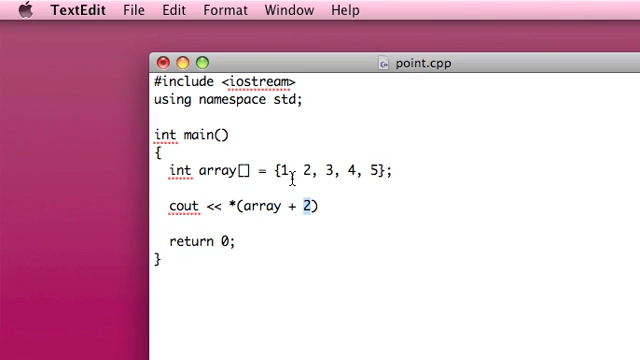 TextEdit File Edit Format Window Help
point.cpp
#include <iostream>
using namespace std;
int main()
{
int array[] = {1, 2, 3, 4, 5};
cout << *(array + 2)
return 0;
}